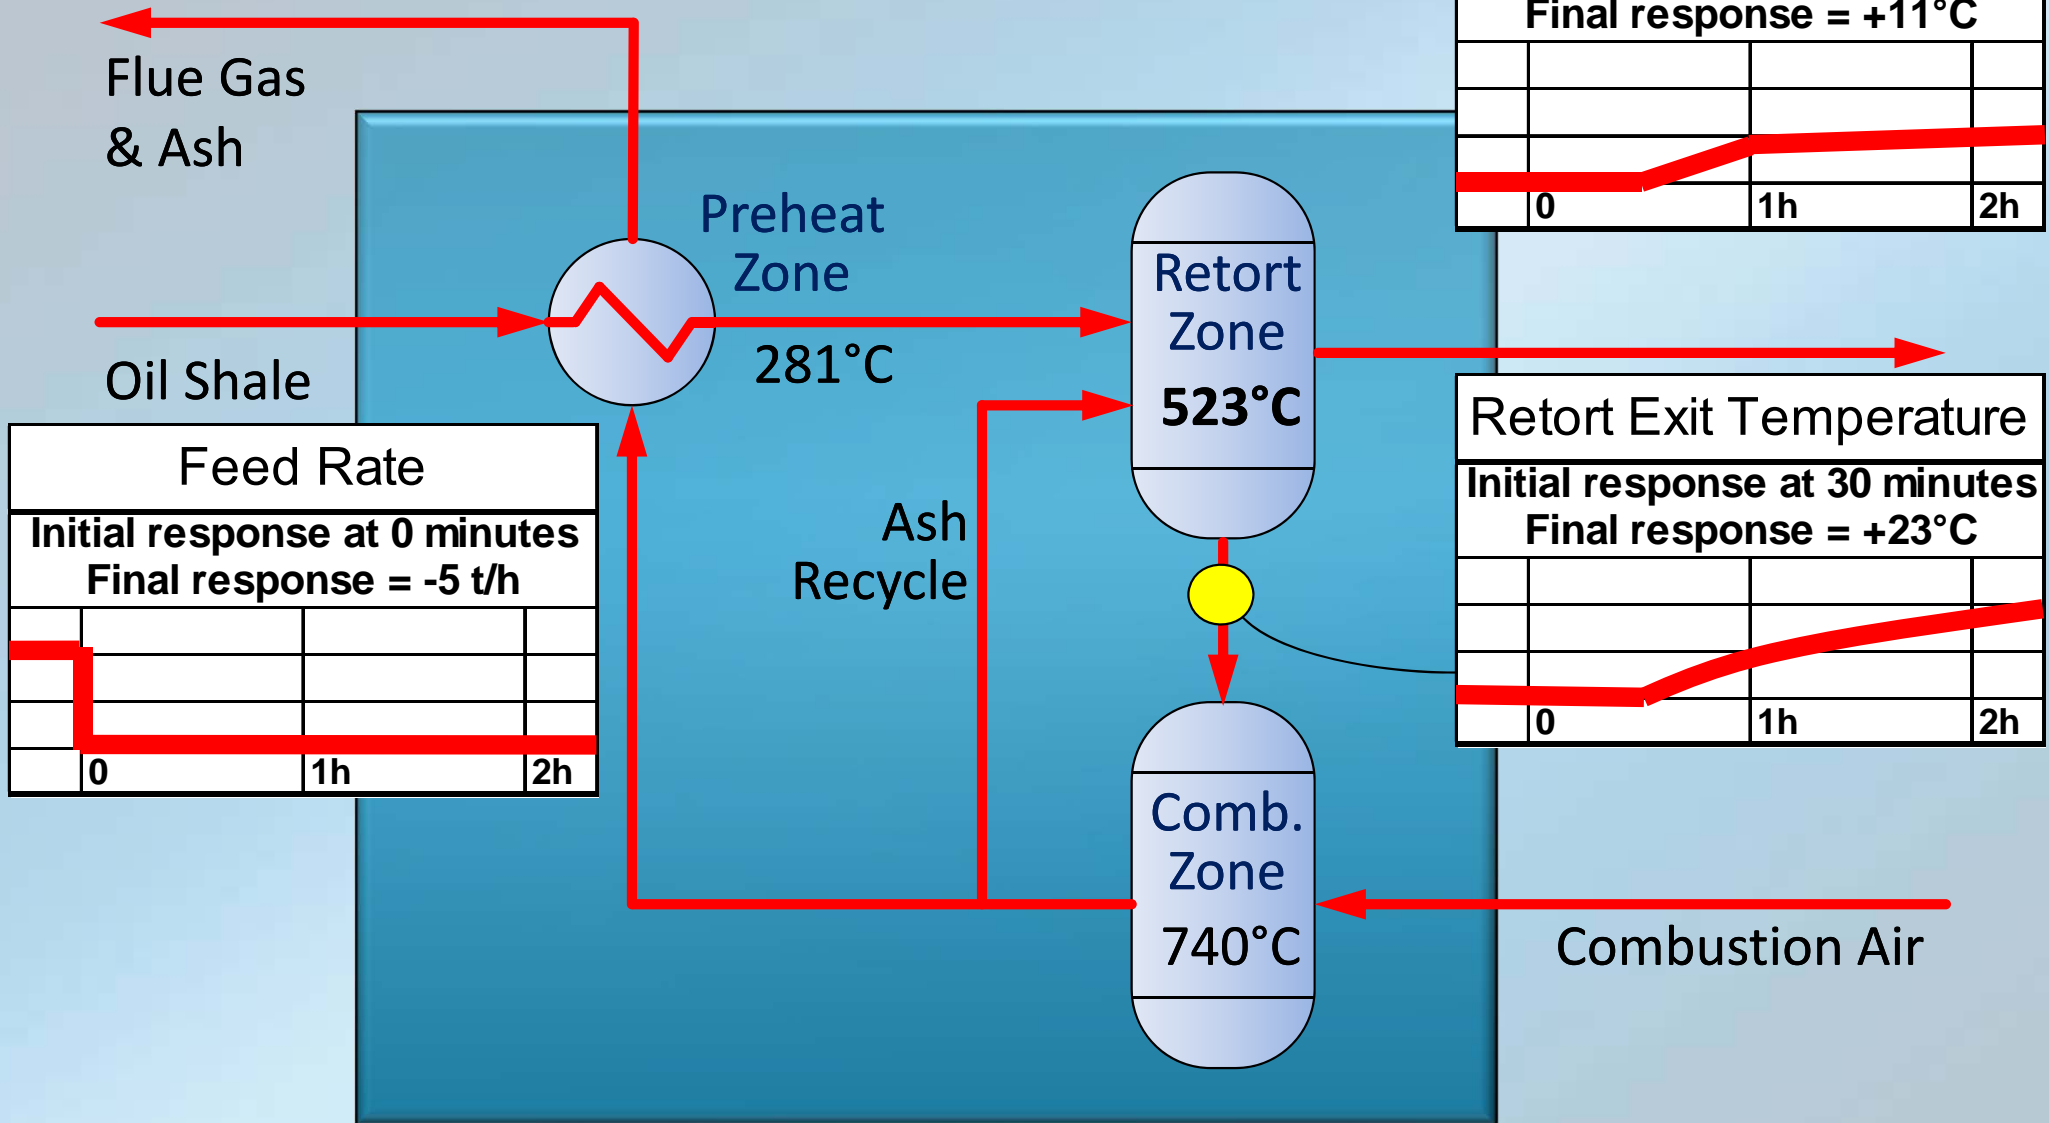 Final response = +11°C
0 1h 2h
Flue Gas
& Ash
Preheat
Zone
281°C
Retort
Zone
523°C
Oil Shale
Feed Rate
Initial response at 0 minutes
Final response = -5 t/h
0 1h 2h
Ash
Recycle
Retort Exit Temperature
Initial response at 30 minutes
Final response = +23°C
0 1h 2h
Comb.
Zone
740°C
Combustion Air